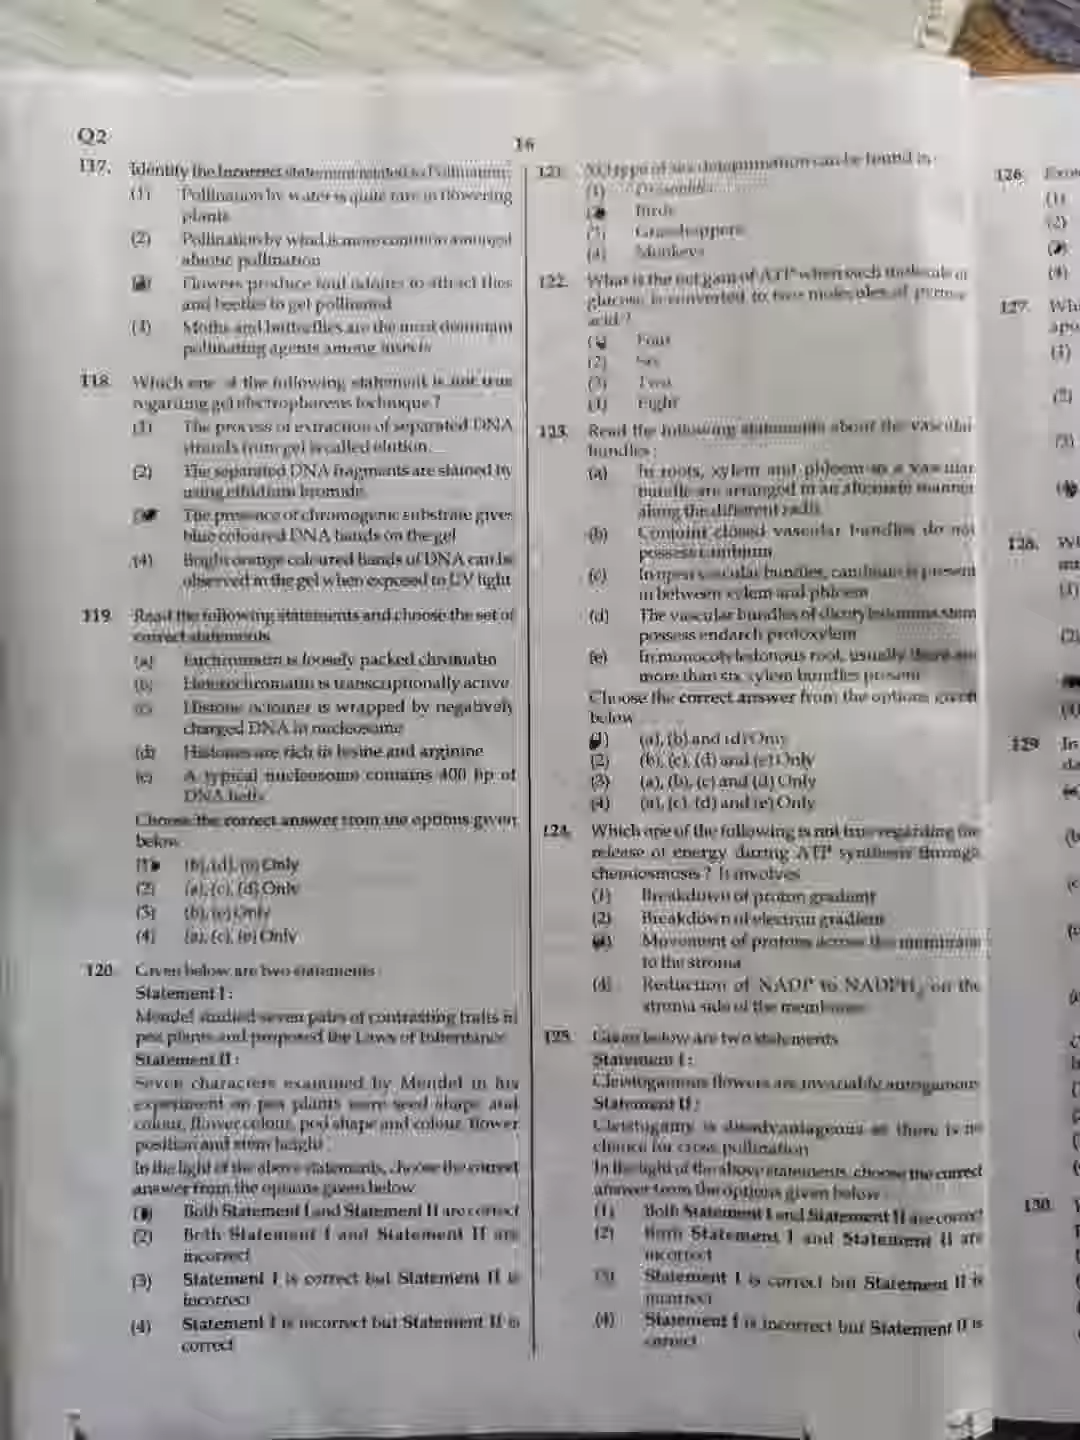 Q2
16
117. Identify the Incorrect statement related to Pollination:
(1) Pollination by water is quite rare in flowering
plants
(2) Pollination by wind is more common amongst
abiotic pollination
Flowers produce foul odours to attract flies
and beetles to get pollinated
(4) Moths and butterflies are the most dominant
pollinating agents among insects
118. Which one of the following statement is not true
regarding gel electrophoresis technique ?
(1) The process of extraction of separated DNA
strands from gel is called elution.
(2) The separated DNA fragments are stained by
using ethidium bromide.
The presence of chromogenic substrate gives
blue coloured DNA bands on the gel
(4) Bright orange coloured bands of DNA can be
observed in the gel when exposed to UV light
119. Read the following statements and choose the set of
correct statements
(a) Euchromatin is loosely packed chromatin
(b) Heterochromatin is transcriptionally active
(c) Histone octomer is wrapped by negatively
charged DNA in nucleosome
(d) Histones are rich in lysine and arginine
(e) A typical nucleosome contains 400 bp of
DNA helix
Choose the correct answer from the options given
below
(1) (b), (d), (e) Only
(2) (a), (c), (d) Only
(3) (b), (e) Only
(4) (a), (c), (e) Only
120. Given below are two statements
Statement I :
Mendel studied seven pairs of contrasting traits in
pea plants and proposed the Laws of Inheritance
Statement II :
Seven characters examined by Mendel in his
experiment on pea plants were seed shape and
colour, flower colour, pod shape and colour, flower
position and stem height
In the light of the above statements, choose the correct
answer from the options given below
Both Statement I and Statement II are correct
(2) Both Statement I and Statement II are
incorrect
(3) Statement I is correct but Statement II is
incorrect
(4) Statement I is incorrect but Statement II is
correct
121. XO type of sex determination can be found in
(1) Drosophila
Birds
(3) Grasshoppers
(4) Monkeys
122. What is the net gain of ATP when each molecule of
glucose is converted to two molecules of pyruvic
acid ?
Four
(2) Six
(3) Two
(4) Eight
123. Read the following statements about the vascular
bundles :
(a) In roots, xylem and phloem in a vascular
bundle are arranged in an alternate manner
along the different radii.
(b) Conjoint closed vascular bundles do not
possess cambium
(c) In open vascular bundles, cambium is present
in between xylem and phloem
(d) The vascular bundles of dicotyledonous stem
possess endarch protoxylem
(e) In monocotyledonous root, usually there are
more than six xylem bundles present
Choose the correct answer from the options given
below
(1) (a), (b) and (d) Only
(2) (b), (c), (d) and (e) Only
(3) (a), (b), (c) and (d) Only
(4) (a), (c), (d) and (e) Only
124. Which one of the following is not true regarding the
release of energy during ATP synthesis through
chemiosmosis ? It involves
(1) Breakdown of proton gradient
(2) Breakdown of electron gradient
Movement of protons across the membrane
to the stroma
(4) Reduction of NADP to NADPH2 on the
stroma side of the membrane
125. Given below are two statements
Statement I :
Cleistogamous flowers are invariably autogamous
Statement II :
Cleistogamy is disadvantageous as there is no
chance for cross pollination
In the light of the above statements, choose the correct
answer from the options given below
(1) Both Statement I and Statement II are correct
(2) Both Statement I and Statement II are
incorrect
(3) Statement I is correct but Statement II is
incorrect
(4) Statement I is incorrect but Statement II is
correct
126.
(1)
(2)
(4)
127.
(1)
(2)
(3)
128.
(1)
(2)
129
In
130.